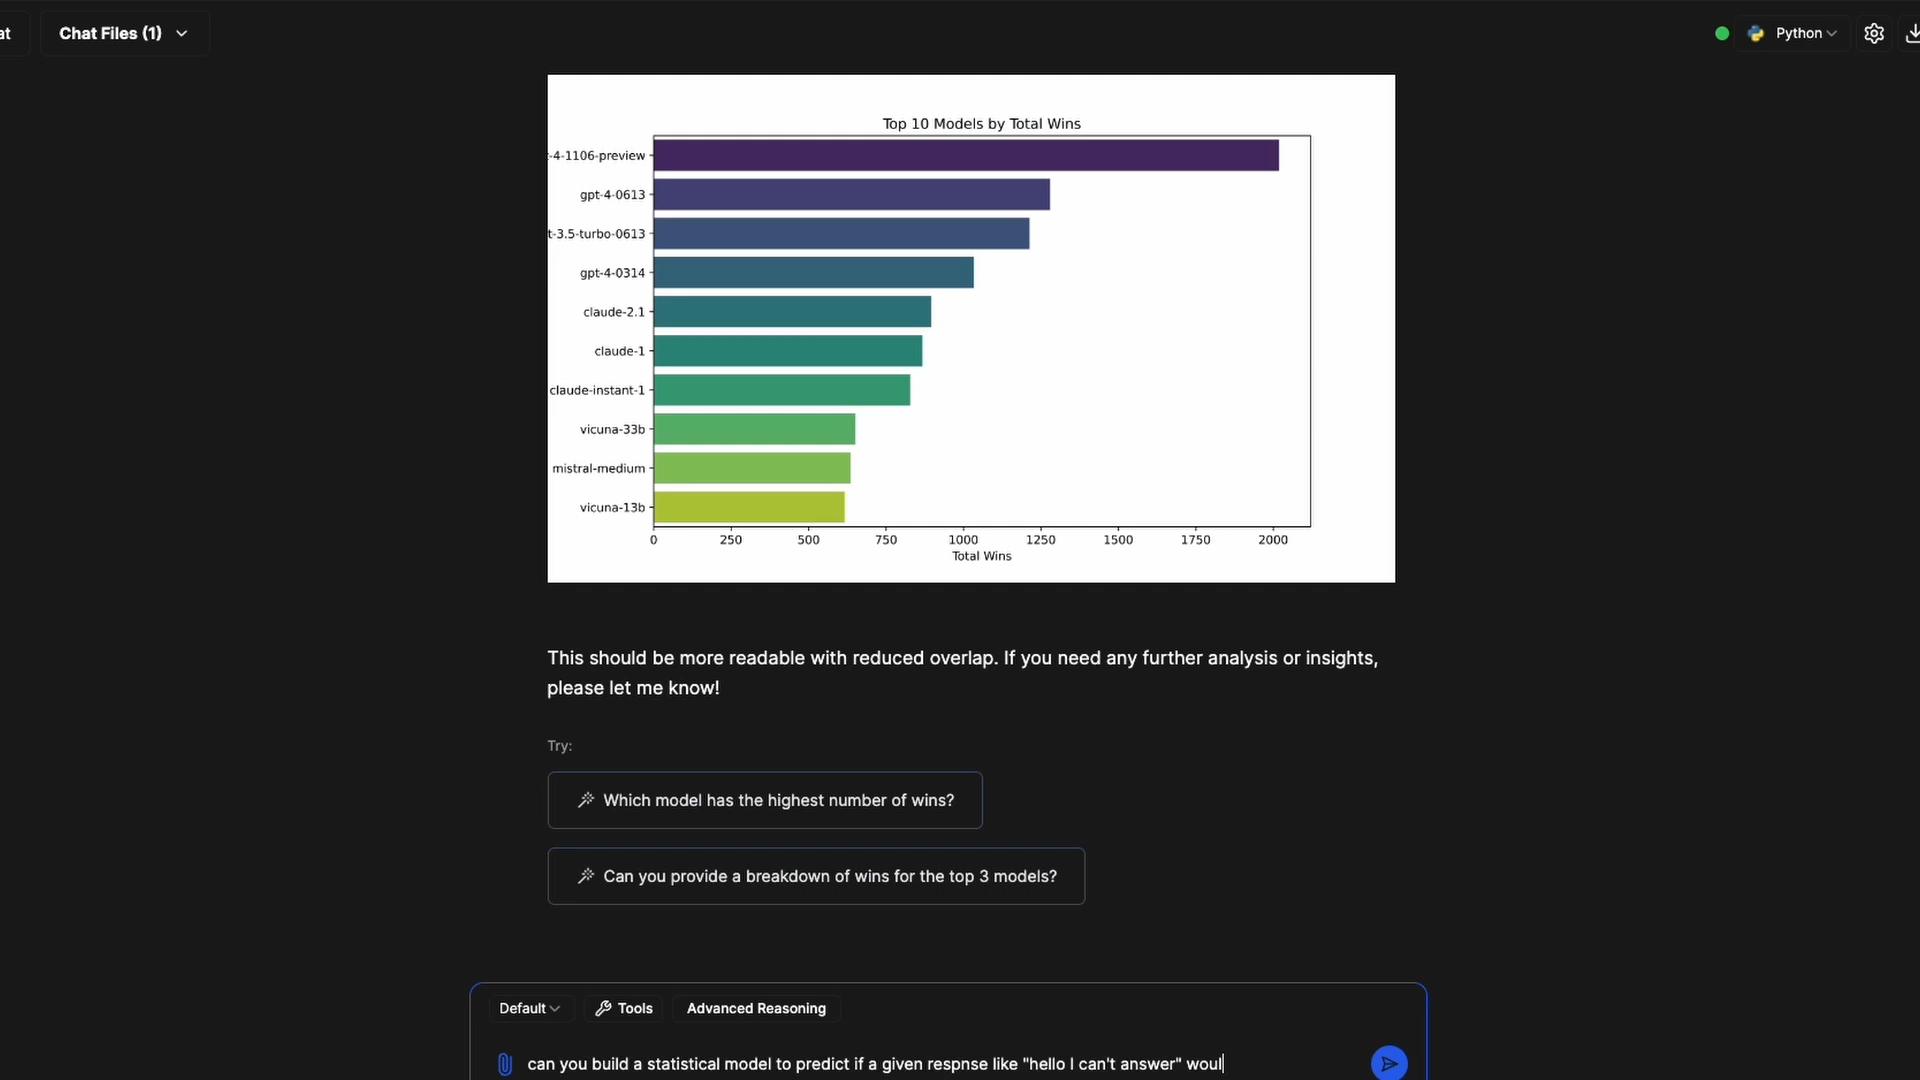 at
Chat Files (1)
Python
Top 10 Models by Total Wins
-4-1106-preview
gpt-4-0613
t-3.5-turbo-0613
gpt-4-0314
claude-2.1
claude-1
claude-instant-1
vicuna-33b
mistral-medium
vicuna-13b
0 250 500 750 1000 1250 1500 1750 2000
Total Wins
This should be more readable with reduced overlap. If you need any further analysis or insights,
please let me know!
Try:
Which model has the highest number of wins?
Can you provide a breakdown of wins for the top 3 models?
Default Tools Advanced Reasoning
can you build a statistical model to predict if a given respnse like "hello I can't answer" woul